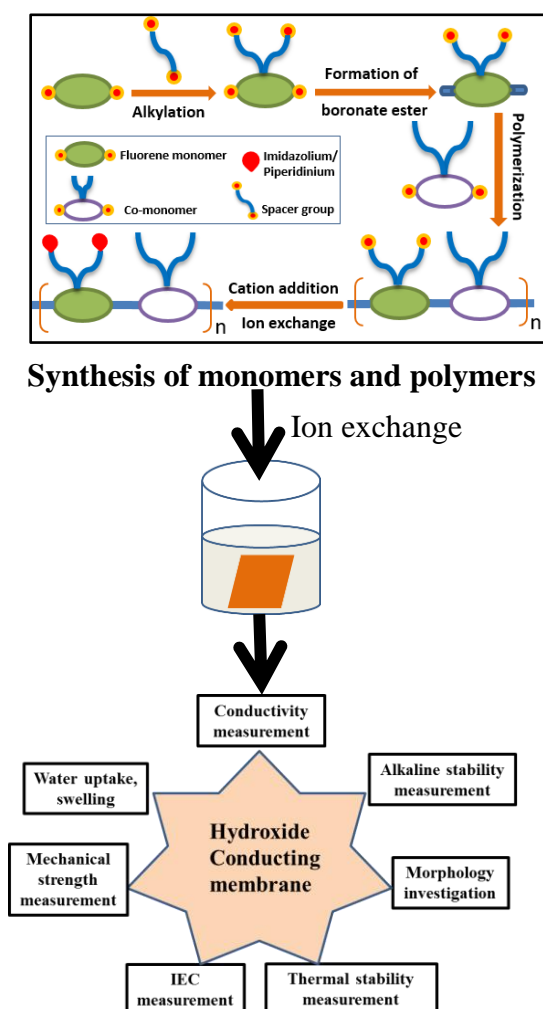 Alkylation
Formation of
boronate ester
Polymerization
Fluorene monomer
Imidazolium/
Piperidinium
Co-monomer
Spacer group
Cation addition
Ion exchange
n
n
Synthesis of monomers and polymers
Ion exchange
Conductivity
measurement
Water uptake,
swelling
Alkaline stability
measurement
Hydroxide
Conducting
membrane
Mechanical
strength
measurement
Morphology
investigation
IEC
measurement
Thermal stability
measurement